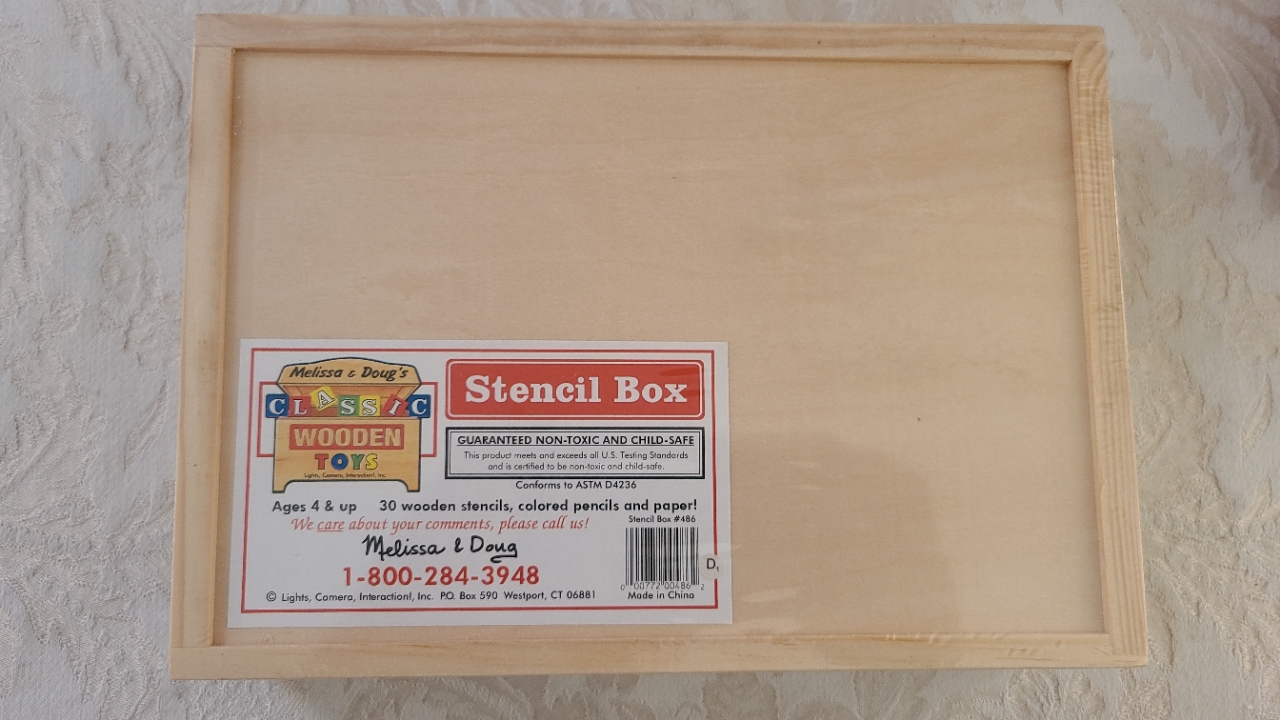 Melissa & Doug's
CLASSIC
WOODEN
TOYS
Lights, Camera, Interaction!, Inc.
Stencil Box
GUARANTEED NON-TOXIC AND CHILD-SAFE
This product meets and exceeds all U.S. Testing Standards
and is certified to be non-toxic and child-safe.
Conforms to ASTM D4236
Ages 4 & up 30 wooden stencils, colored pencils and paper!
We care about your comments, please call us!
Stencil Box #486
Melissa & Doug
1-800-284-3948
D,
0 00772 00486 2
© Lights, Camera, Interaction!, Inc. P.O. Box 590 Westport, CT 06881
Made in China